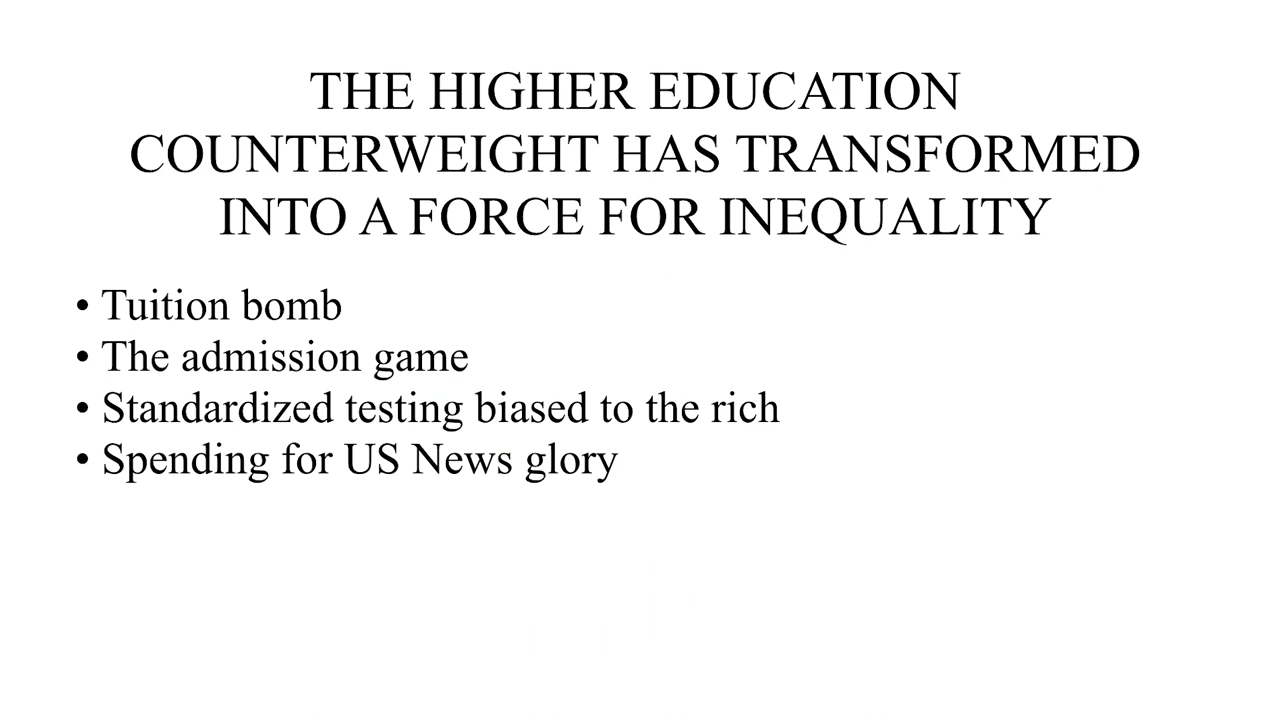 THE HIGHER EDUCATION
COUNTERWEIGHT HAS TRANSFORMED
INTO A FORCE FOR INEQUALITY
• Tuition bomb
• The admission game
• Standardized testing biased to the rich
• Spending for US News glory